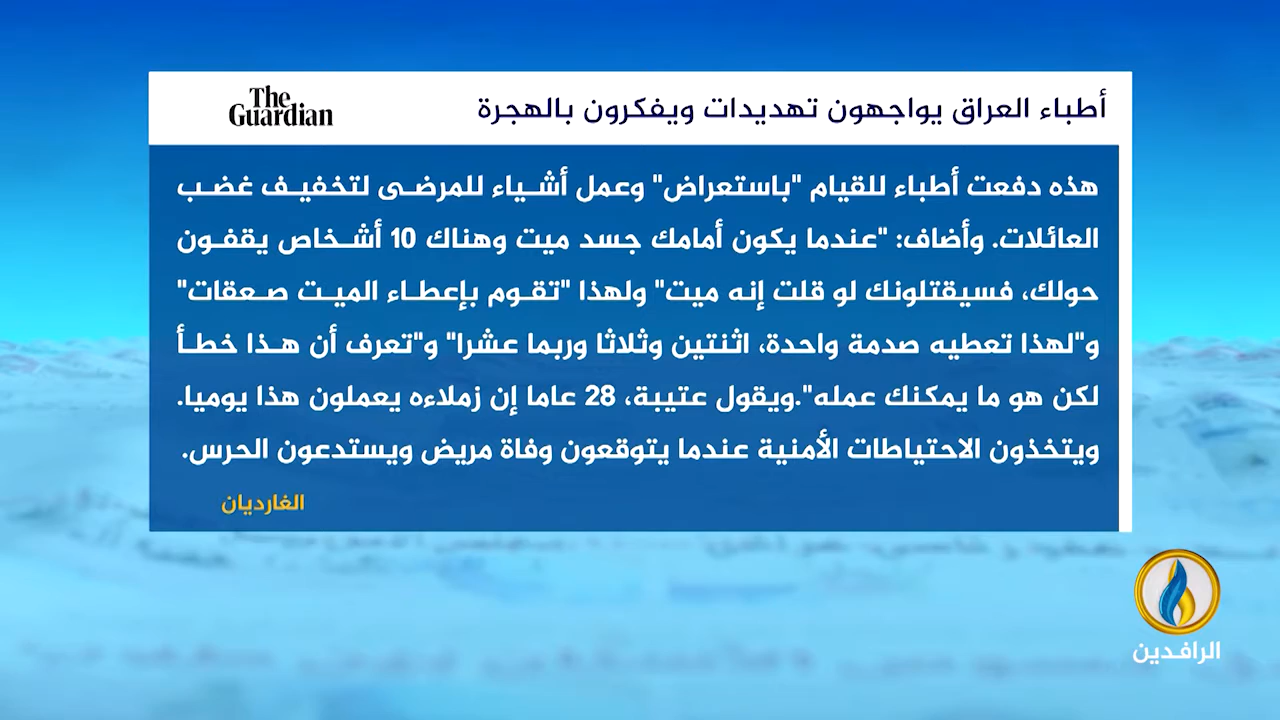 أطباء العراق يواجهون تهديدات ويفكرون بالهجرة
The
Guardian
هذه دفعت أطباء للقيام "باستعراض" وعمل أشياء للمرضى لتخفيف غضب
العائلات. وأضاف: "عندما يكون أمامك جسد ميت وهناك 10 أشخاص يقفون
حولك، فسيقتلونك لو قلت إنه ميت" ولهذا "تقوم بإعطاء الميت صعقات"
و"لهذا تعطيه صدمة واحدة، اثنتين وثلاثا وربما عشرا" و"تعرف أن هذا خطأ
لكن هو ما يمكنك عمله".ويقول عتيبة، 28 عاما إن زملاءه يعملون هذا يوميا.
ويتخذون الاحتياطات الأمنية عندما يتوقعون وفاة مريض ويستدعون الحرس.
الغارديان
الرافدين